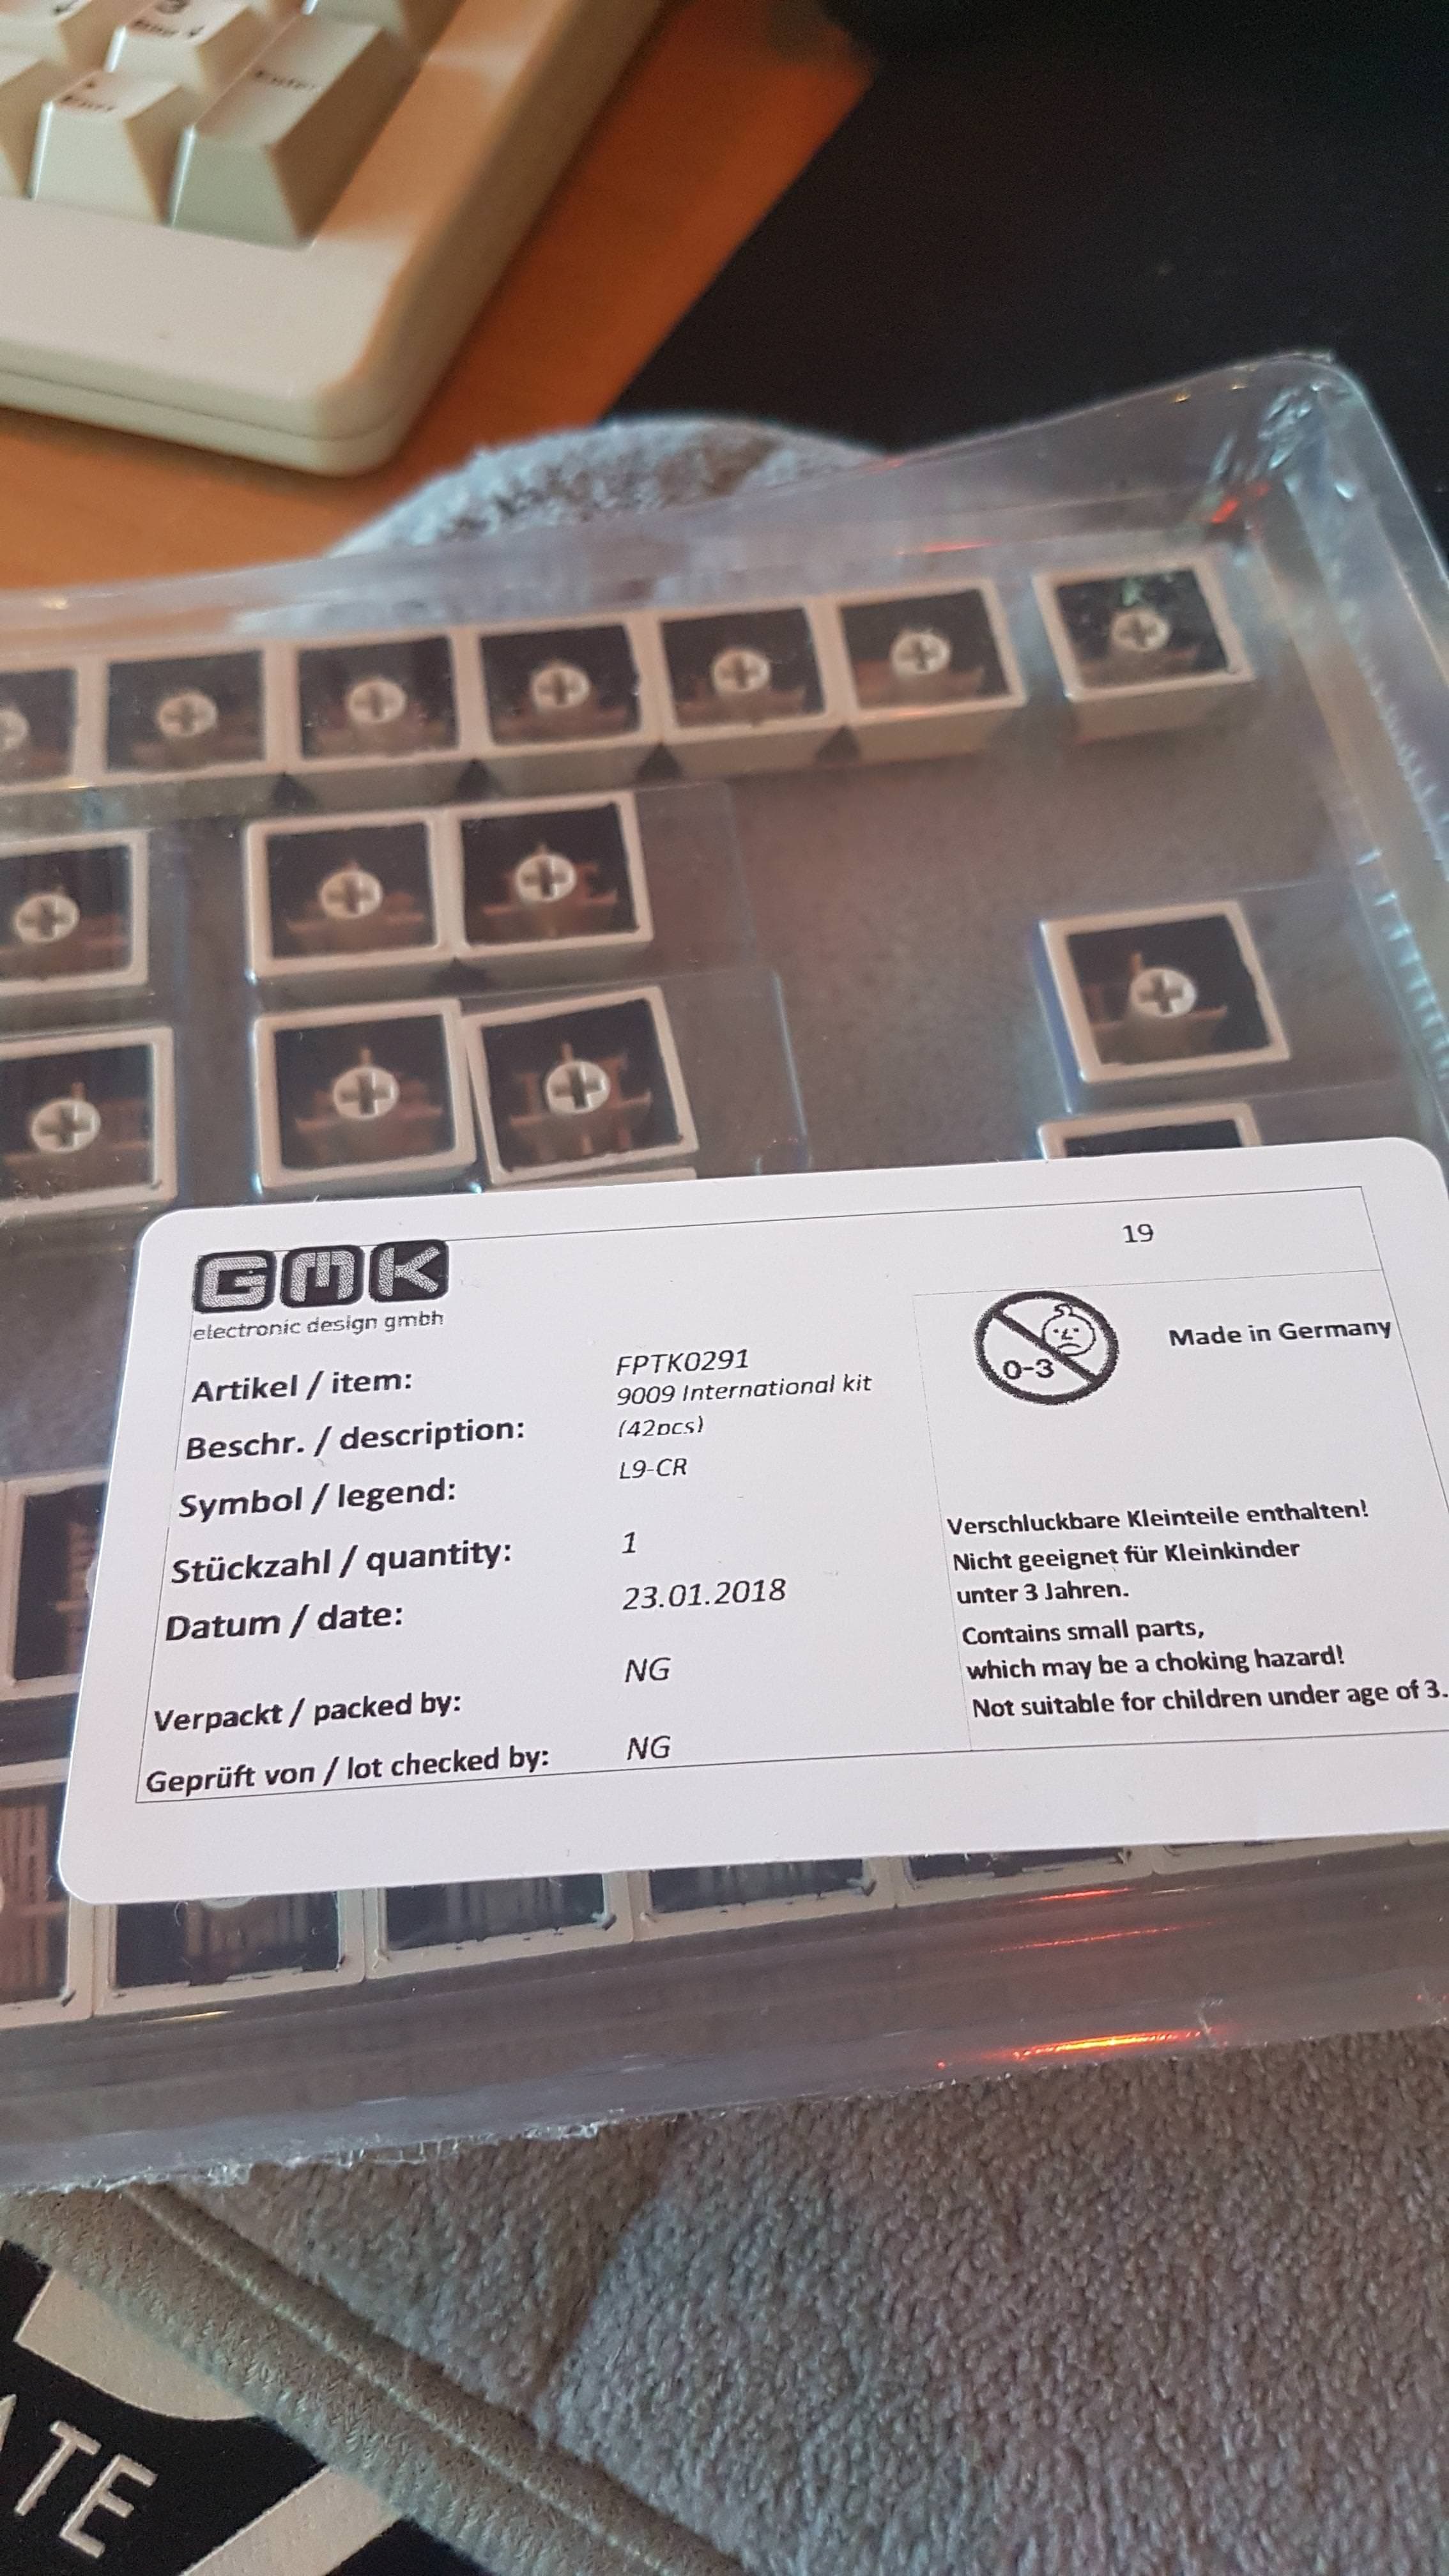 Enter
19
GMK
electronic design gmbh
Made in Germany
0-3
Artikel / item: FPTK0291
9009 International kit
Beschr. / description: (42pcs)
Symbol / legend: L9-CR
Stückzahl / quantity: 1
Datum / date: 23.01.2018
Verpackt / packed by: NG
Geprüft von / lot checked by: NG
Verschluckbare Kleinteile enthalten!
Nicht geeignet für Kleinkinder
unter 3 Jahren.
Contains small parts,
which may be a choking hazard!
Not suitable for children under age of 3.
ATE